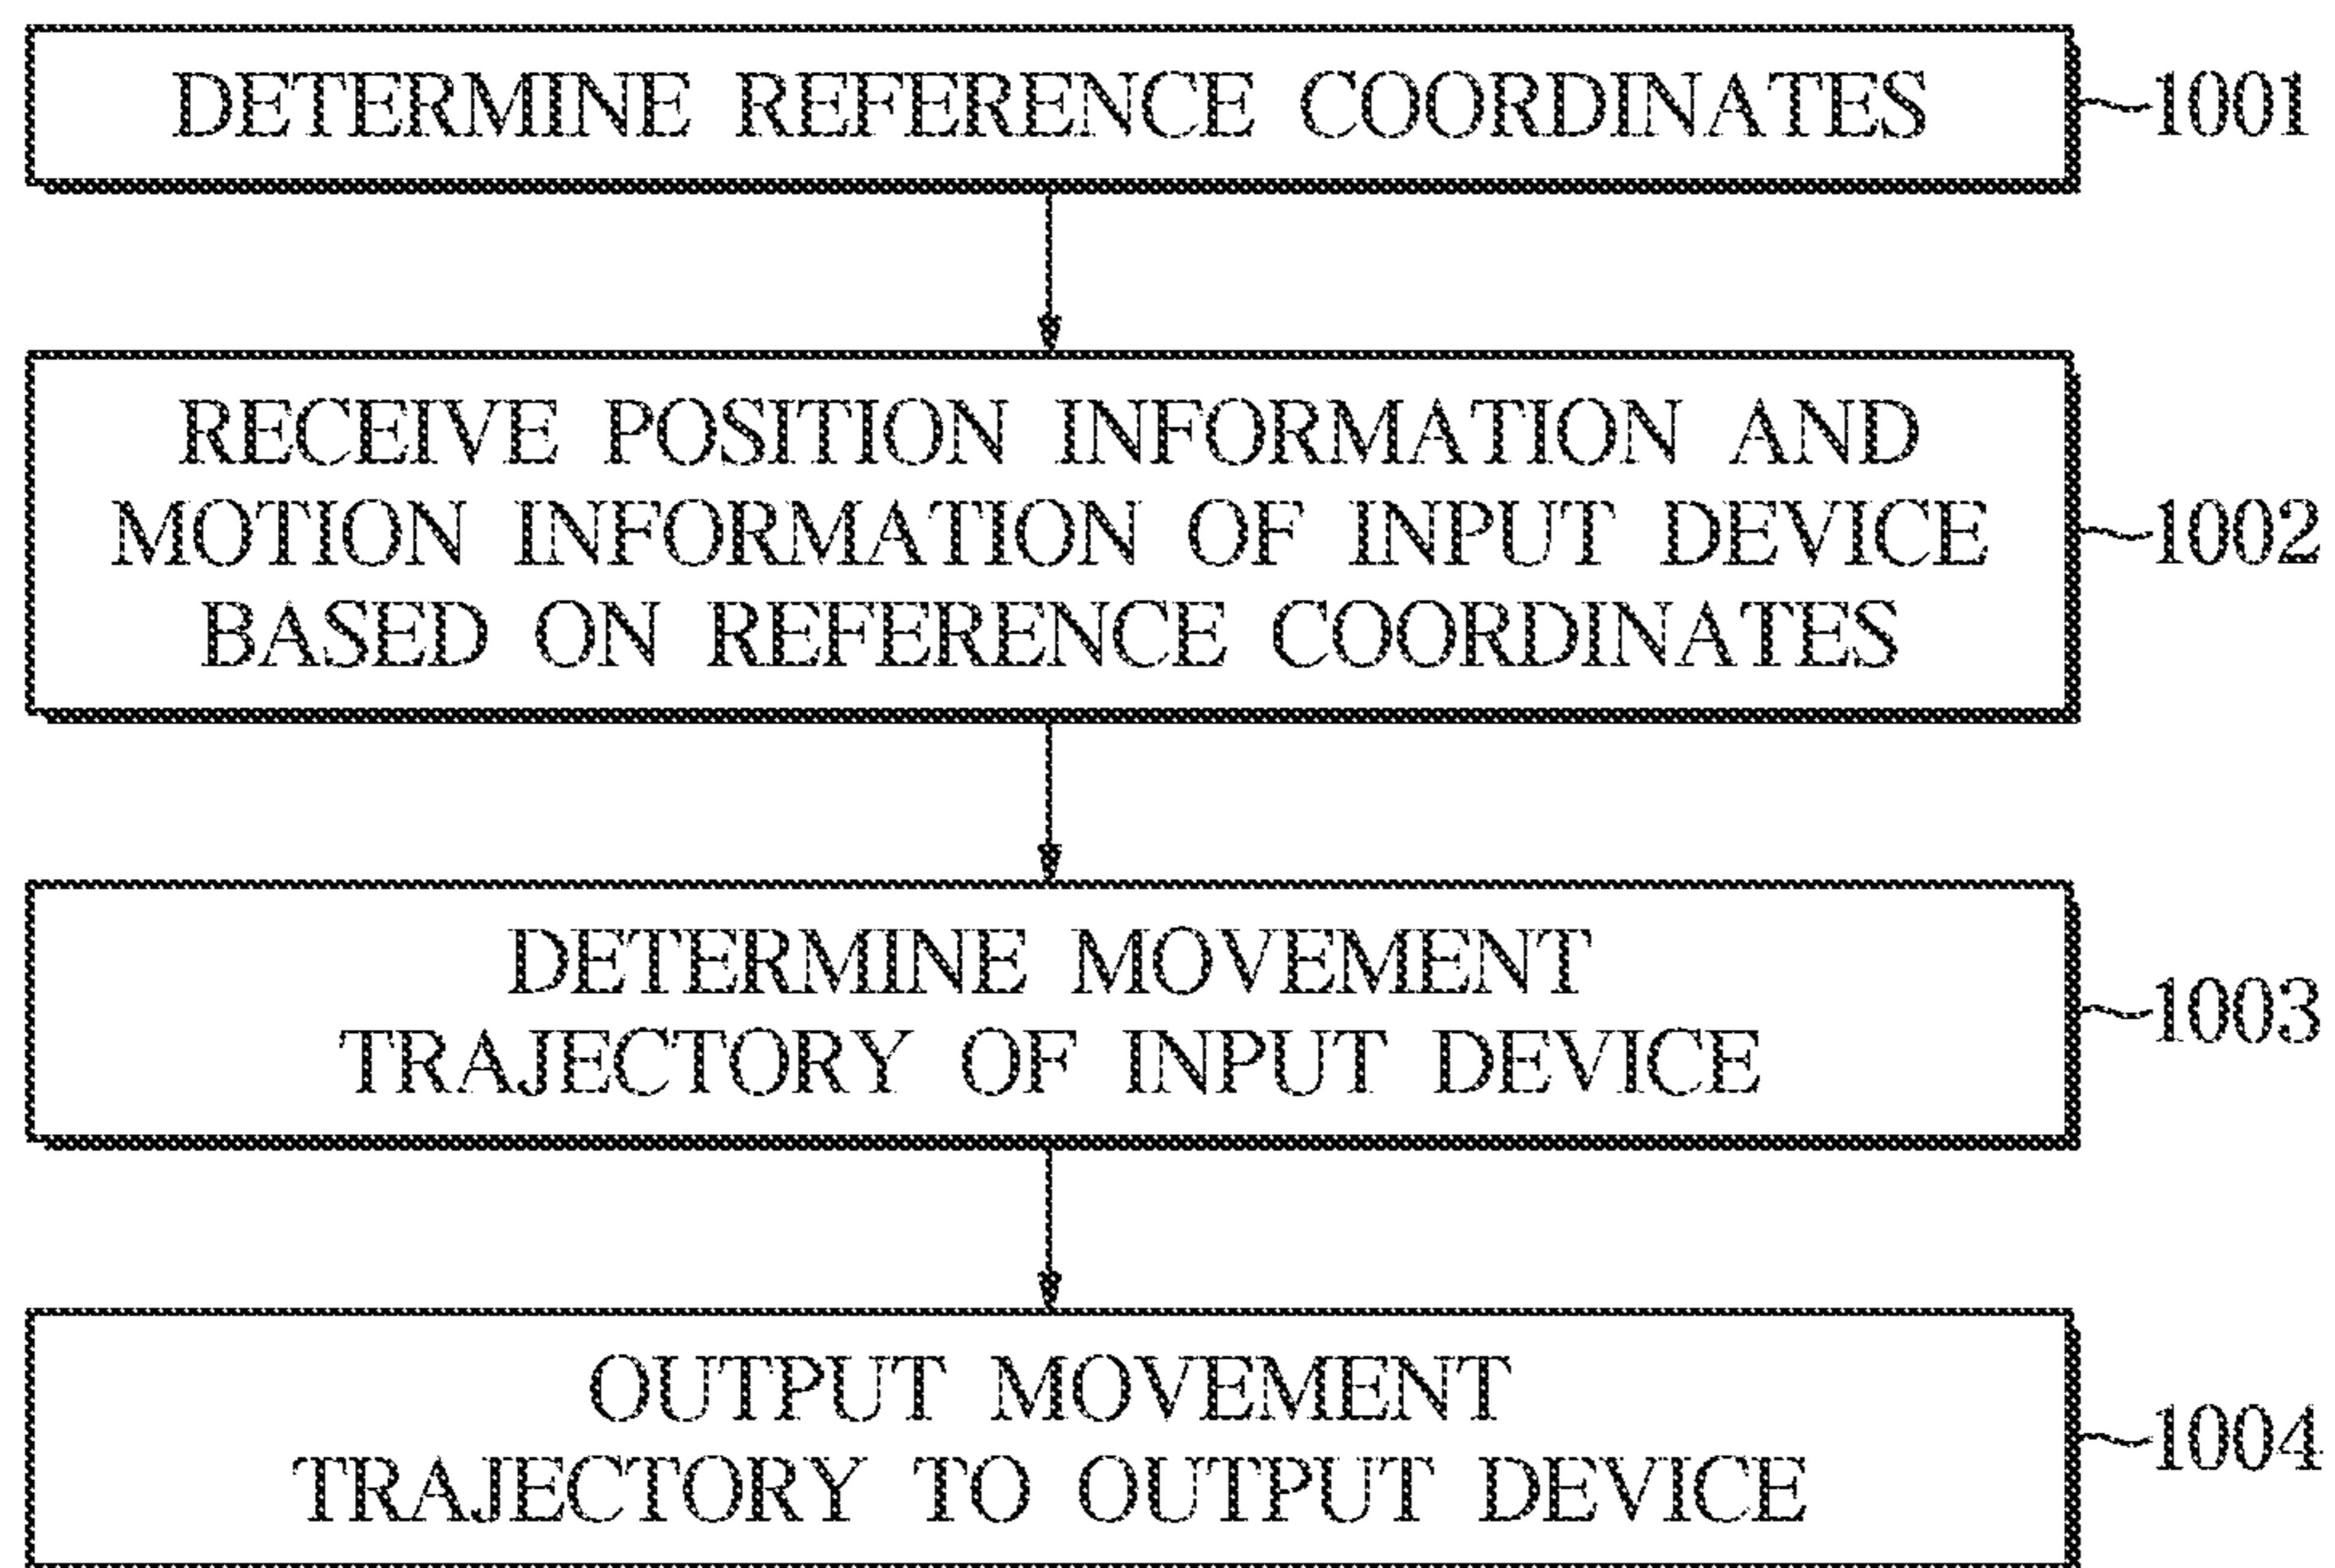 DETERMINE REFERENCE COORDINATES
1001
RECEIVE POSITION INFORMATION AND
MOTION INFORMATION OF INPUT DEVICE
BASED ON REFERENCE COORDINATES
1002
DETERMINE MOVEMENT
TRAJECTORY OF INPUT DEVICE
1003
OUTPUT MOVEMENT
TRAJECTORY TO OUTPUT DEVICE
1004